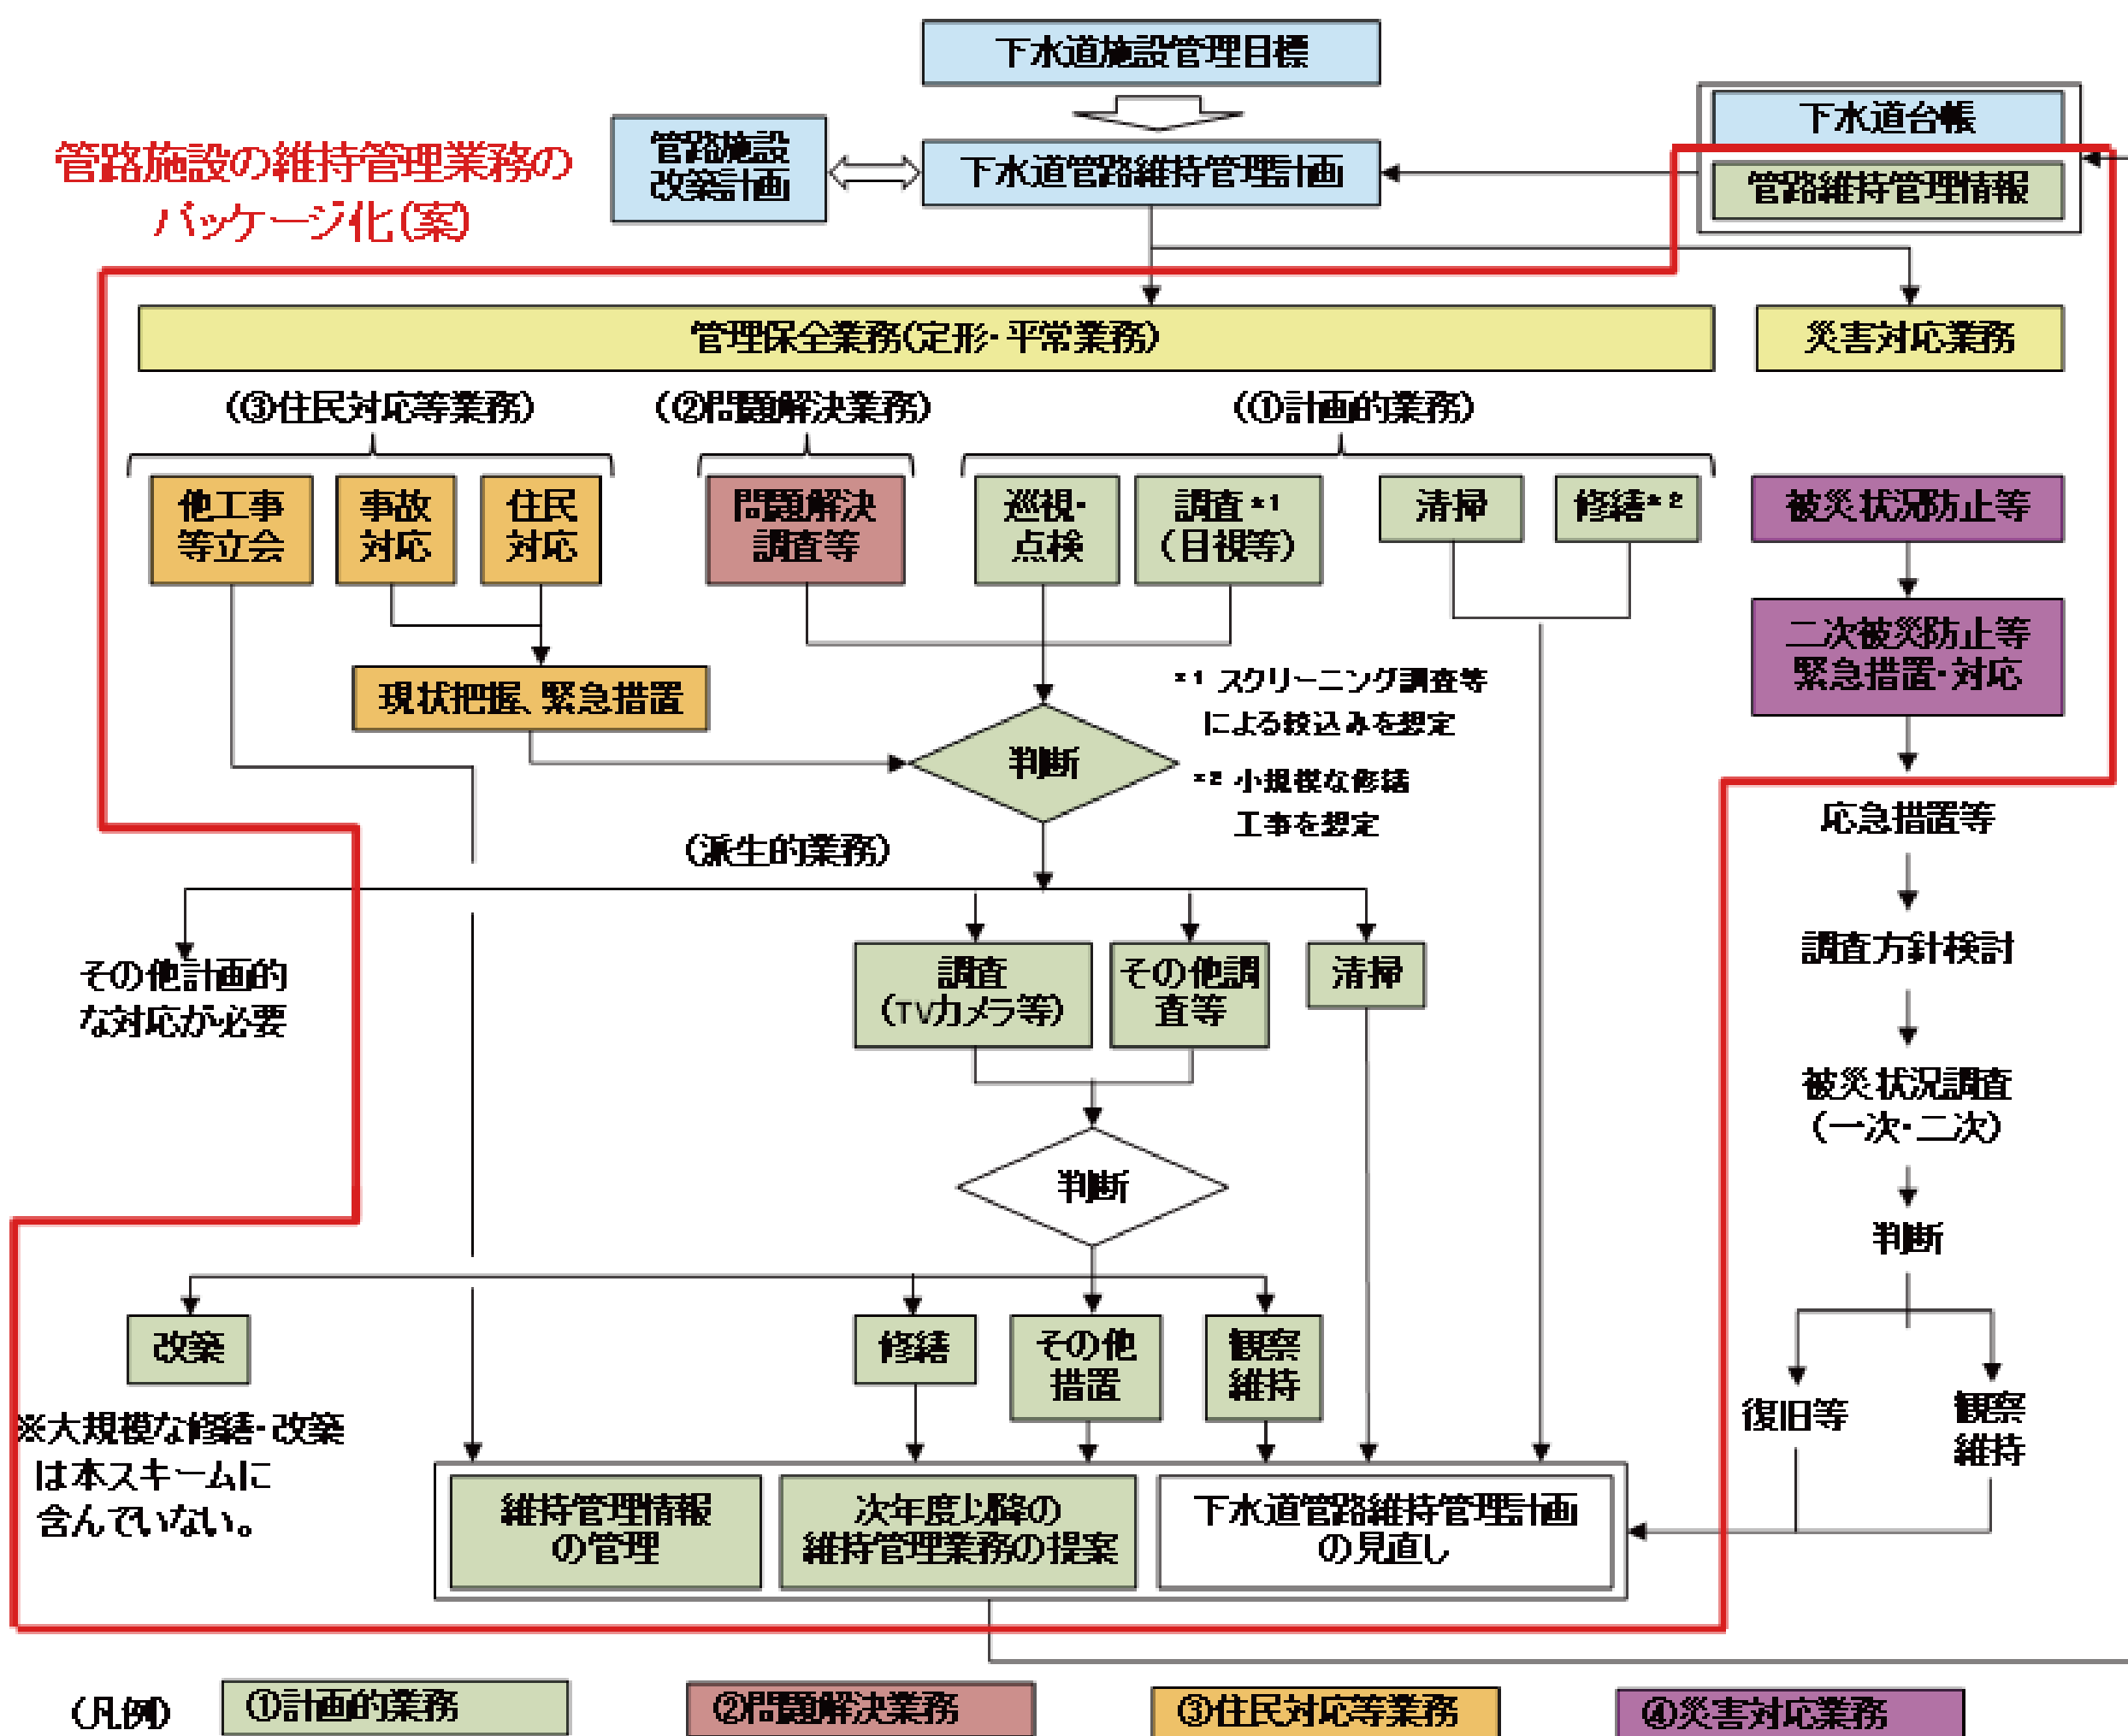 下水道施設管理目標
下水道台帳
管路施設
改築計画
下水道管路維持管理計画
管路維持管理情報
管路施設の維持管理業務の
パッケージ化(案)
管理保全業務(定形・平常業務)
災害対応業務
(③住民対応等業務)
(②問題解決業務)
(①計画的業務)
他工事
等立会
事故
対応
住民
対応
問題解決
調査等
巡視・
点検
調査*1
(目視等)
清掃
修繕*2
被災状況防止等
二次被災防止等
緊急措置・対応
現状把握、緊急措置
*1 スクリーニング調査等
による絞込みを想定
判断
*2 小規模な修繕
工事を想定
応急措置等
(派生的業務)
その他計画的
な対応が必要
調査
(TVカメラ等)
その他調
査等
清掃
調査方針検討
被災状況調査
(一次・二次)
判断
判断
改築
修繕
その他
措置
観察
維持
復旧等
観察
維持
※大規模な修繕・改築
は本スキームに
含んでいない。
維持管理情報
の管理
次年度以降の
維持管理業務の提案
下水道管路維持管理計画
の見直し
(凡例)
①計画的業務
②問題解決業務
③住民対応等業務
④災害対応業務